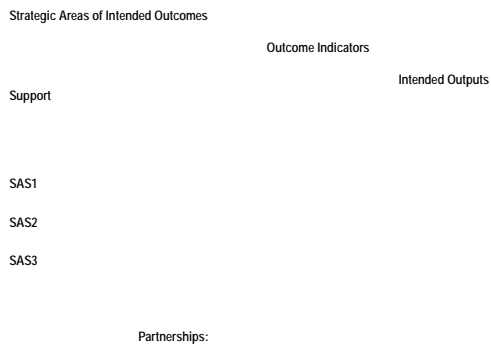 Strategic Areas of Intended Outcomes
Outcome Indicators
Intended Outputs
Support
SAS1
SAS2
SAS3
Partnerships: